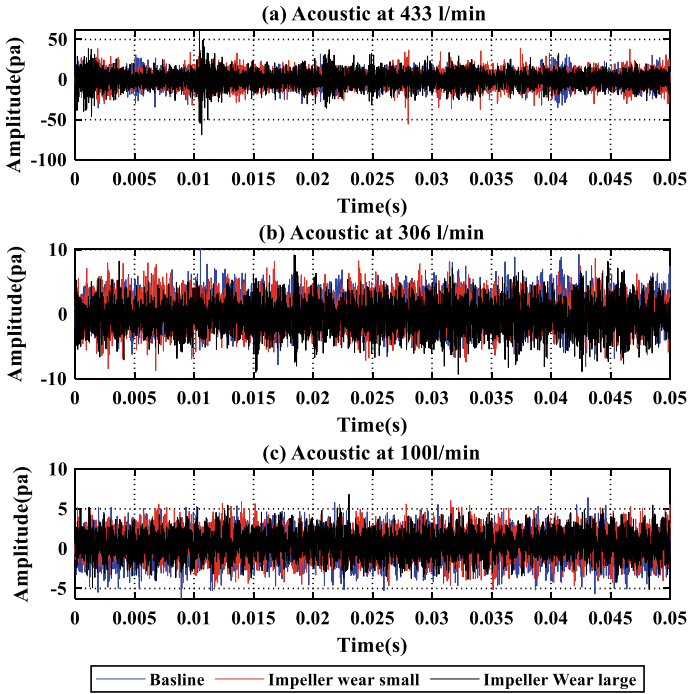 (a) Acoustic at 433 l/min
Amplitude(pa)
50
0
-50
-100
0 0.005 0.01 0.015 0.02 0.025 0.03 0.035 0.04 0.045 0.05
Time(s)
(b) Acoustic at 306 l/min
Amplitude(pa)
10
0
-10
0 0.005 0.01 0.015 0.02 0.025 0.03 0.035 0.04 0.045 0.05
Time(s)
(c) Acoustic at 100l/min
Amplitude(pa)
10
5
0
-5
0 0.005 0.01 0.015 0.02 0.025 0.03 0.035 0.04 0.045 0.05
Time(s)
Basline Impeller wear small Impeller Wear large